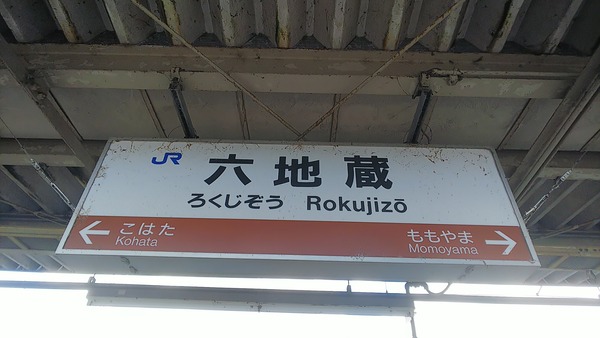 JR 六地蔵
ろくじぞう Rokujizō
← こはた ももやま →
Kohata Momoyama